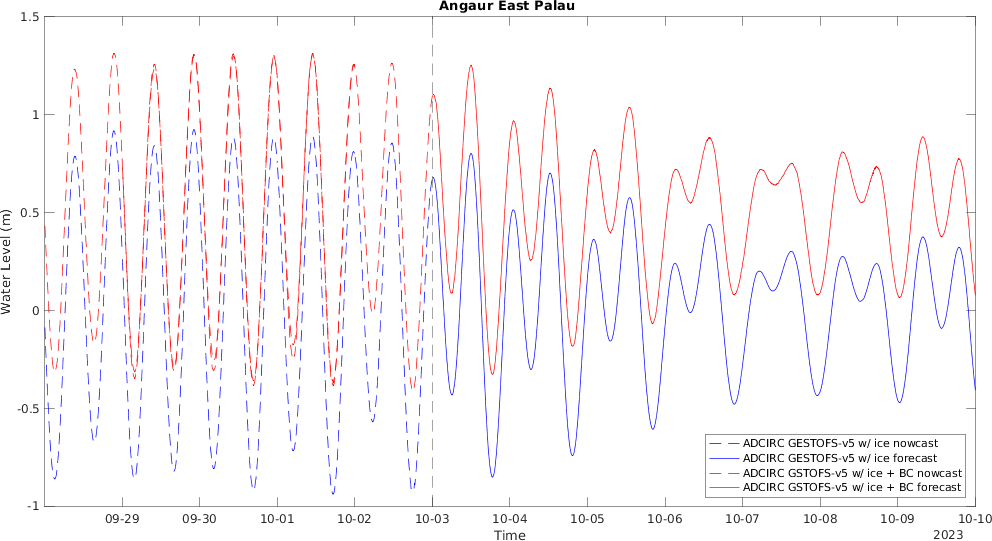 Angaur East Palau
1.5
1
0.5
0
-0.5
-1
Water Level (m)
ADCIRC GESTOFS-v5 w/ ice nowcast
ADCIRC GESTOFS-v5 w/ ice forecast
ADCIRC GSTOFS-v5 w/ ice + BC nowcast
ADCIRC GSTOFS-v5 w/ ice + BC forecast
09-29 09-30 10-01 10-02 10-03 10-04 10-05 10-06 10-07 10-08 10-09 10-10
Time
2023